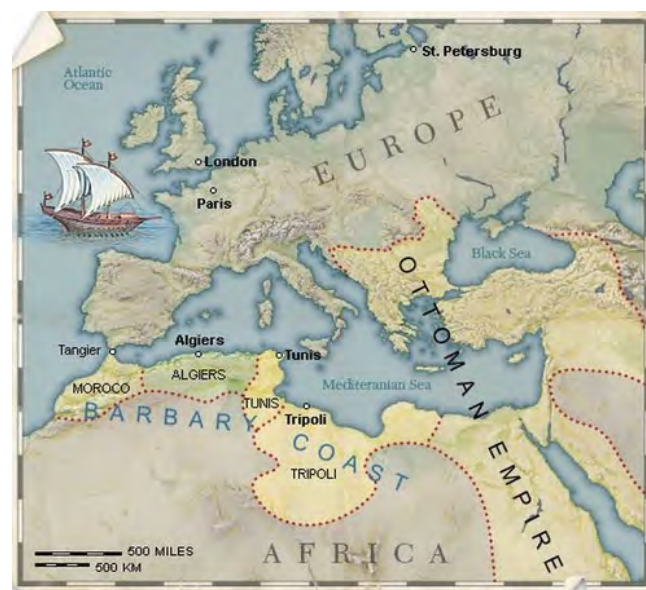 St. Petersburg
Atlantic
Ocean
EUROPE
London
Paris
Black Sea
OTTOMAN EMPIRE
Tangier
Algiers
Tunis
MOROCO
ALGIERS
TUNIS
Mediteranian Sea
BARBARY COAST
Tripoli
TRIPOLI
500 MILES
500 KM
AFRICA